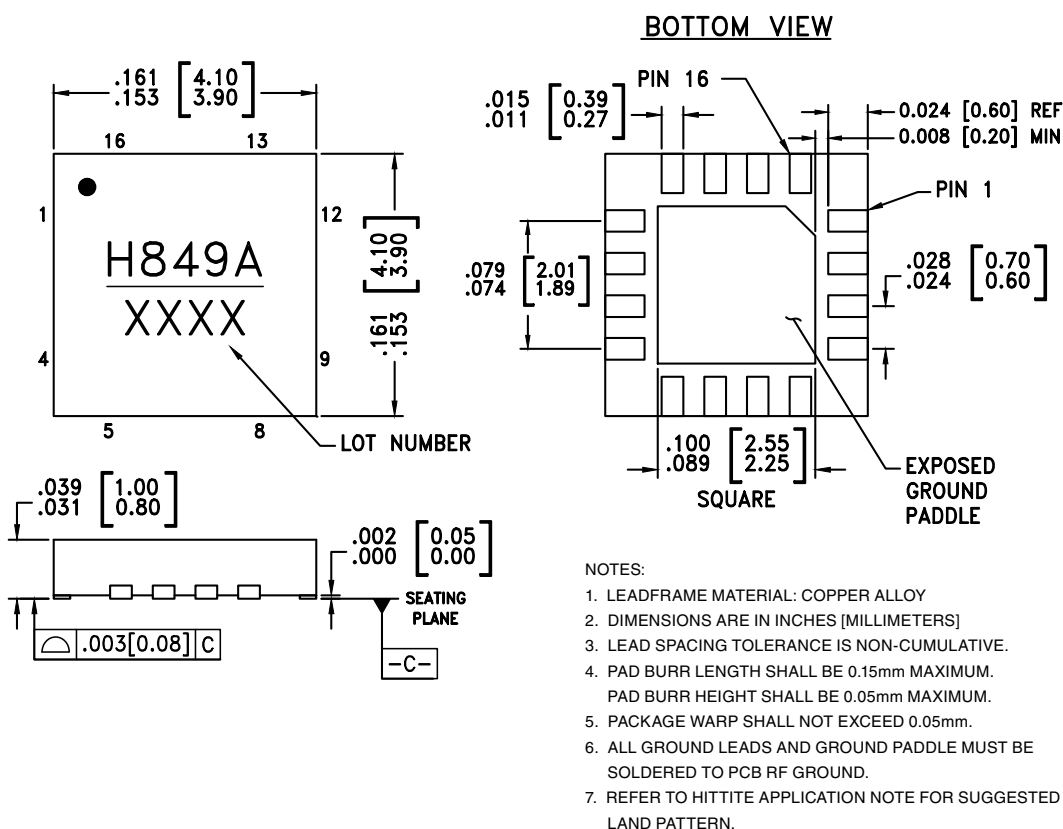 BOTTOM VIEW
.161 [4.10
.153 3.90]
16 13
1 12
H849A
XXXX
4 9
5 8
[4.10
3.90]
.161
.153
LOT NUMBER
PIN 16
.015 [0.39
.011 0.27]
0.024 [0.60] REF
0.008 [0.20] MIN
PIN 1
.079 [2.01
.074 1.89]
.028 [0.70
.024 0.60]
.100 [2.55
.089 2.25]
SQUARE
EXPOSED
GROUND
PADDLE
.039 [1.00
.031 0.80]
.002 [0.05
.000 0.00]
SEATING
PLANE
.003[0.08] C
-C-
NOTES:
1. LEADFRAME MATERIAL: COPPER ALLOY
2. DIMENSIONS ARE IN INCHES [MILLIMETERS]
3. LEAD SPACING TOLERANCE IS NON-CUMULATIVE.
4. PAD BURR LENGTH SHALL BE 0.15mm MAXIMUM.
PAD BURR HEIGHT SHALL BE 0.05mm MAXIMUM.
5. PACKAGE WARP SHALL NOT EXCEED 0.05mm.
6. ALL GROUND LEADS AND GROUND PADDLE MUST BE
SOLDERED TO PCB RF GROUND.
7. REFER TO HITTITE APPLICATION NOTE FOR SUGGESTED
LAND PATTERN.